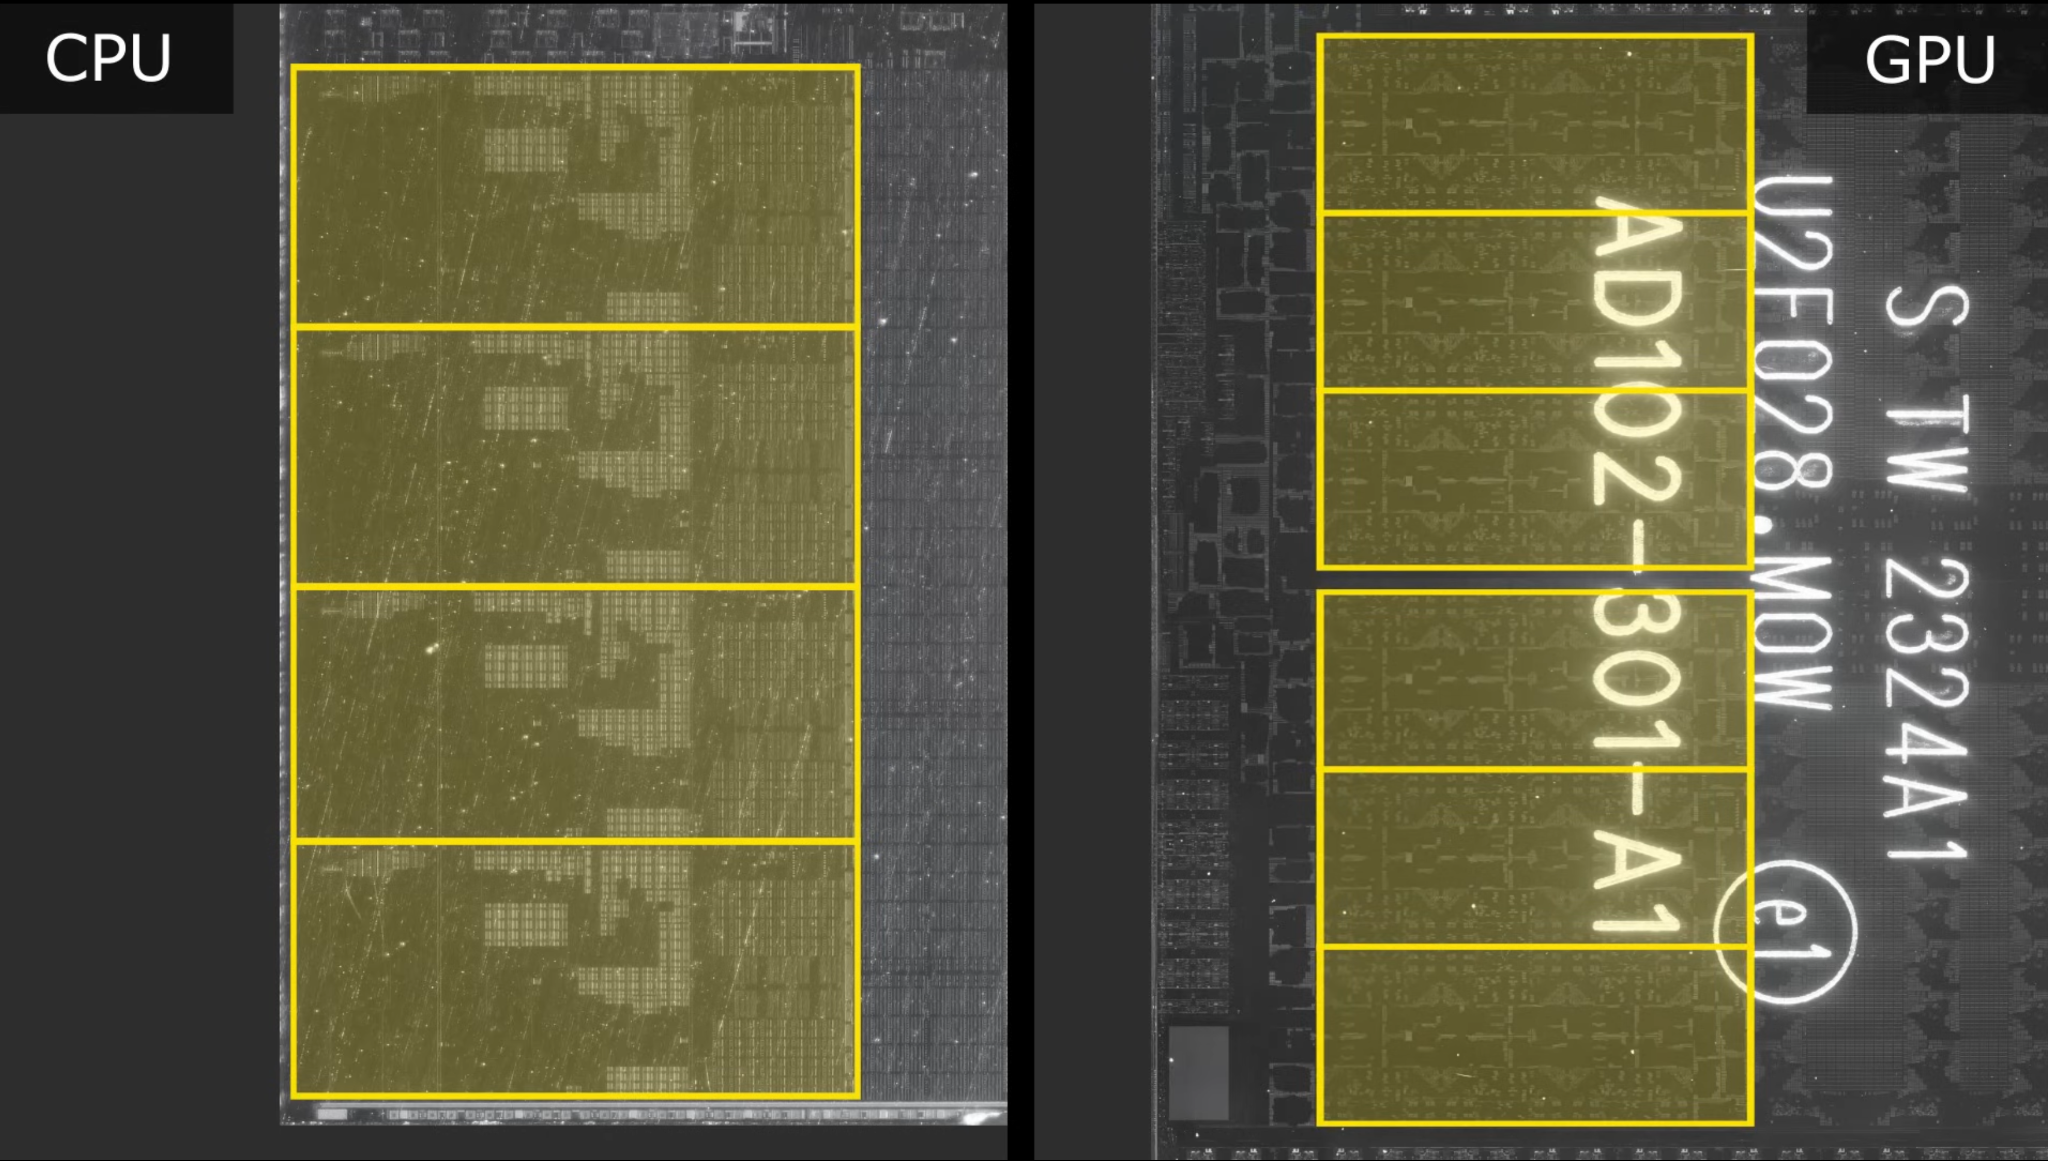 CPU
GPU
U2F028.M0W
AD102-301-A1
S TW 2324A1
e1